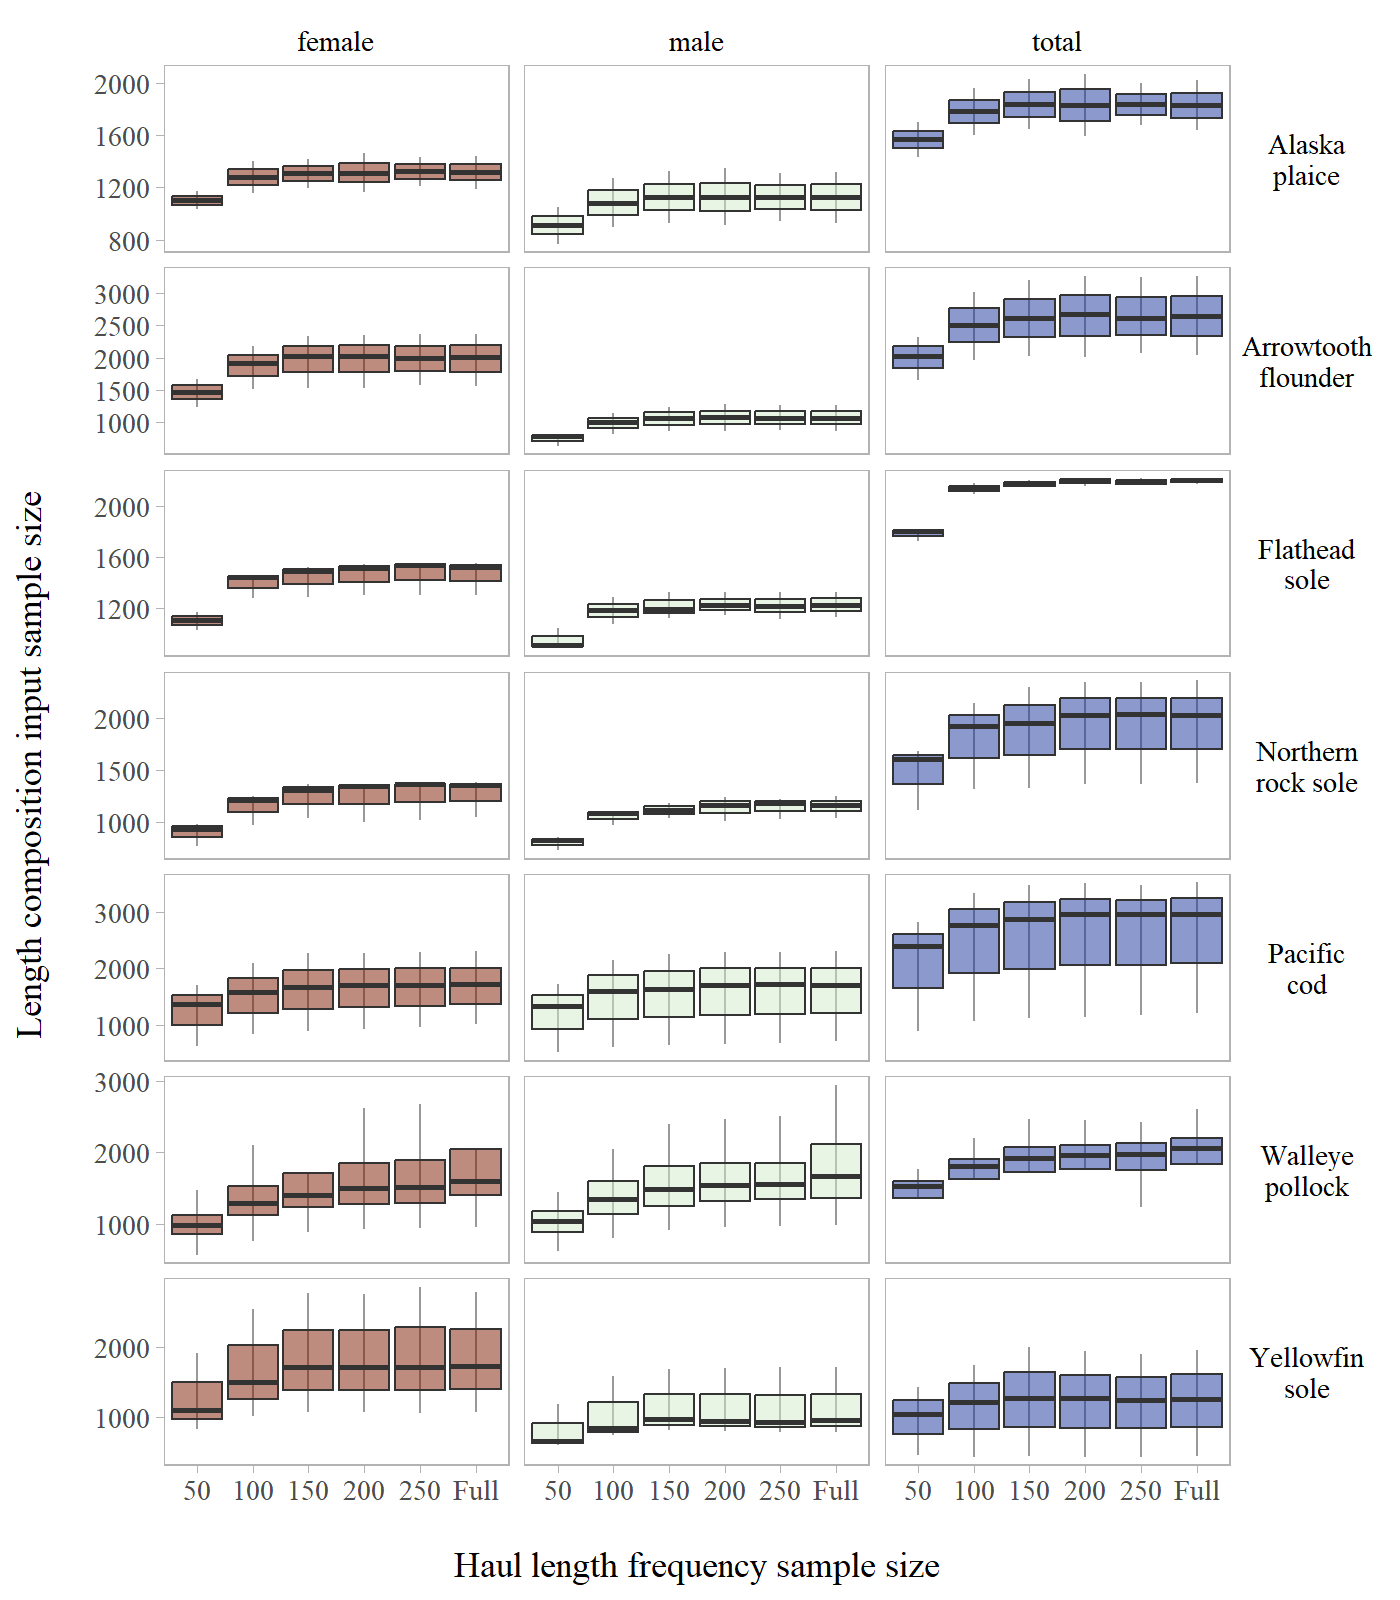 female male total
2000
1600
1200
800
Alaska
plaice
3000
2500
2000
1500
1000
Arrowtooth
flounder
2000
1600
1200
Flathead
sole
2000
1500
1000
Northern
rock sole
3000
2000
1000
Pacific
cod
3000
2000
1000
Walleye
pollock
2000
1000
Yellowfin
sole
50 100 150 200 250 Full 50 100 150 200 250 Full 50 100 150 200 250 Full
Haul length frequency sample size
Length composition input sample size